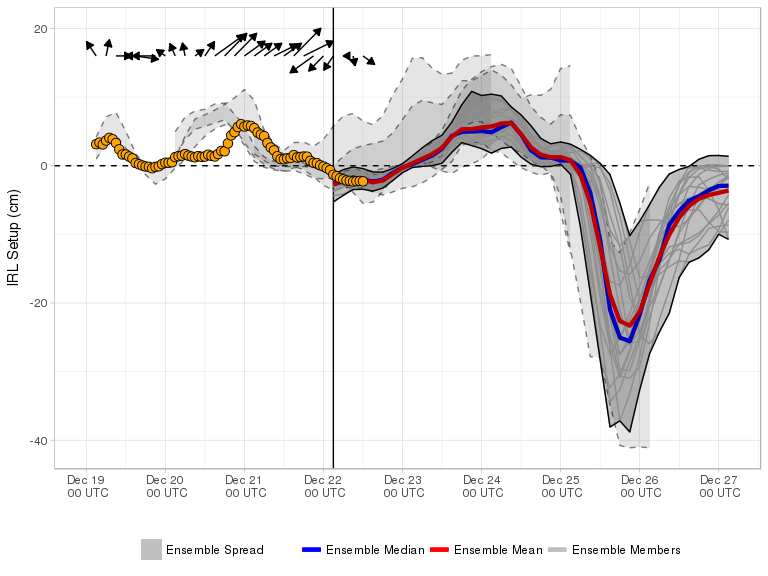 IRL Setup (cm)
20
0
-20
-40
Dec 19 Dec 20 Dec 21 Dec 22 Dec 23 Dec 24 Dec 25 Dec 26 Dec 27
00 UTC 00 UTC 00 UTC 00 UTC 00 UTC 00 UTC 00 UTC 00 UTC 00 UTC
Ensemble Spread Ensemble Median Ensemble Mean Ensemble Members